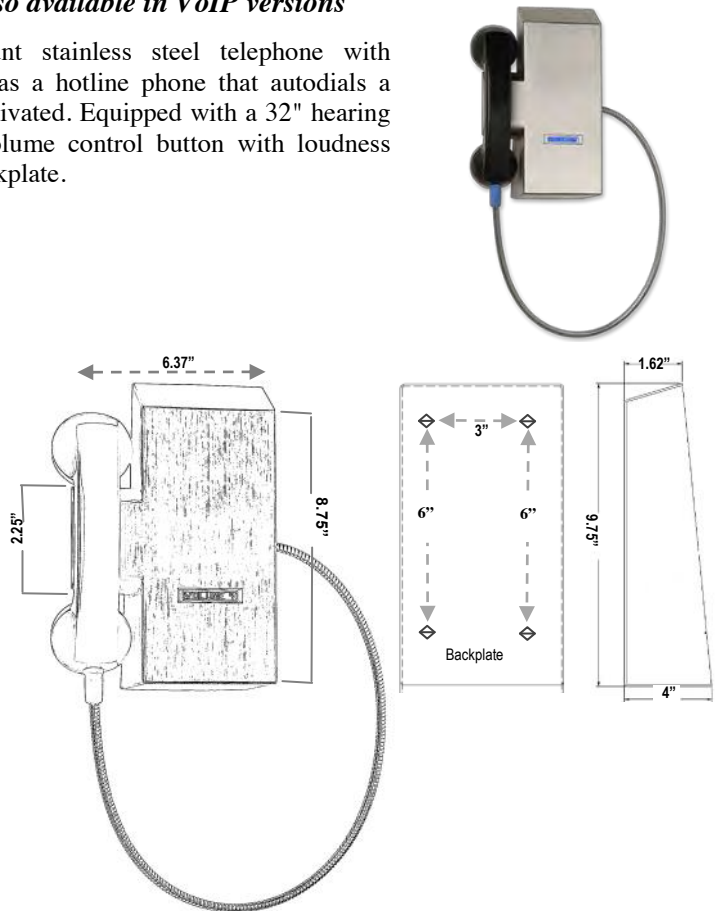 so available in VoIP versions
nt stainless steel telephone with
as a hotline phone that autodials a
ivated. Equipped with a 32" hearing
olume control button with loudness
kplate.
6.37”
2.25”
8.75”
3”
6”
6”
Backplate
1.62”
9.75”
4”